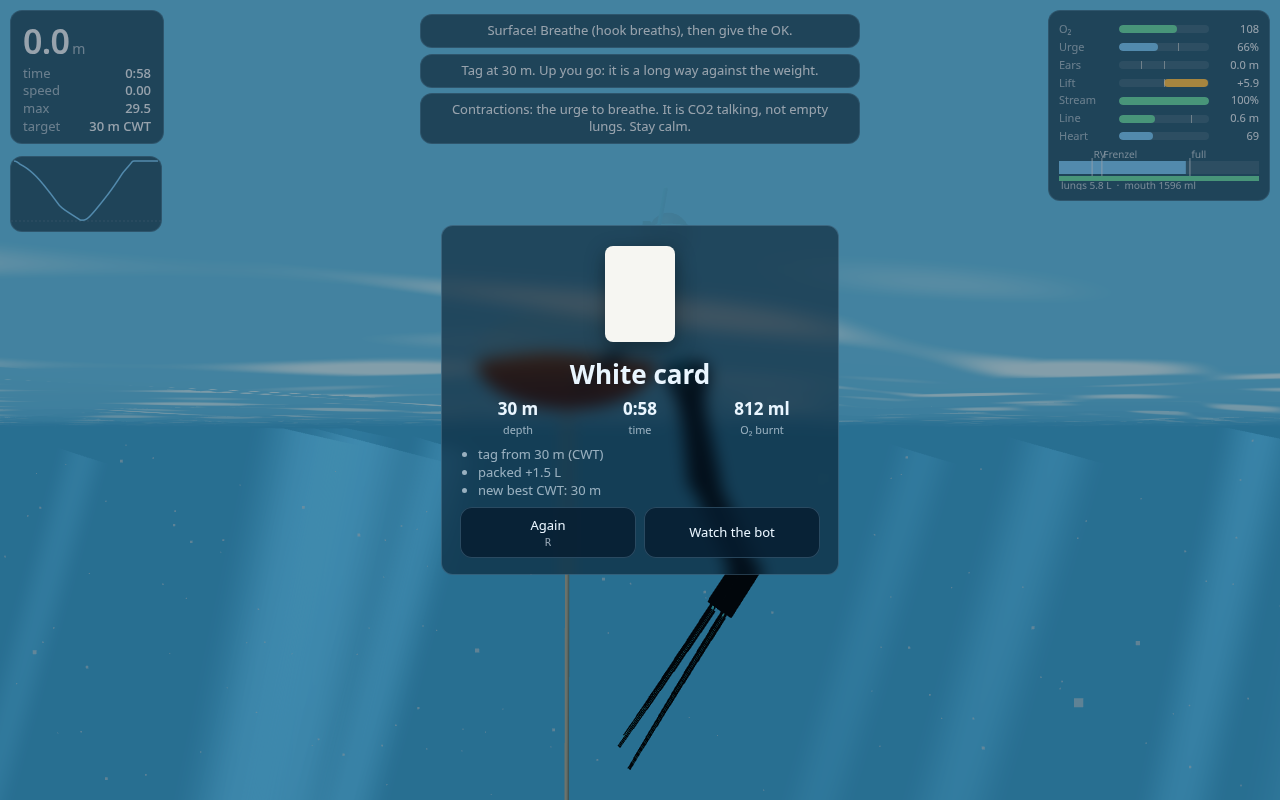 0.0 m
time 0:58
speed 0.00
max 29.5
target 30 m CWT
Surface! Breathe (hook breaths), then give the OK.
Tag at 30 m. Up you go: it is a long way against the weight.
Contractions: the urge to breathe. It is CO2 talking, not empty
lungs. Stay calm.
O₂ 108
Urge 66%
Ears 0.0 m
Lift +5.9
Stream 100%
Line 0.6 m
Heart 69
RV Frenzel full
lungs 5.8 L · mouth 1596 ml
White card
30 m 0:58 812 ml
depth time O₂ burnt
• tag from 30 m (CWT)
• packed +1.5 L
• new best CWT: 30 m
Again
R
Watch the bot